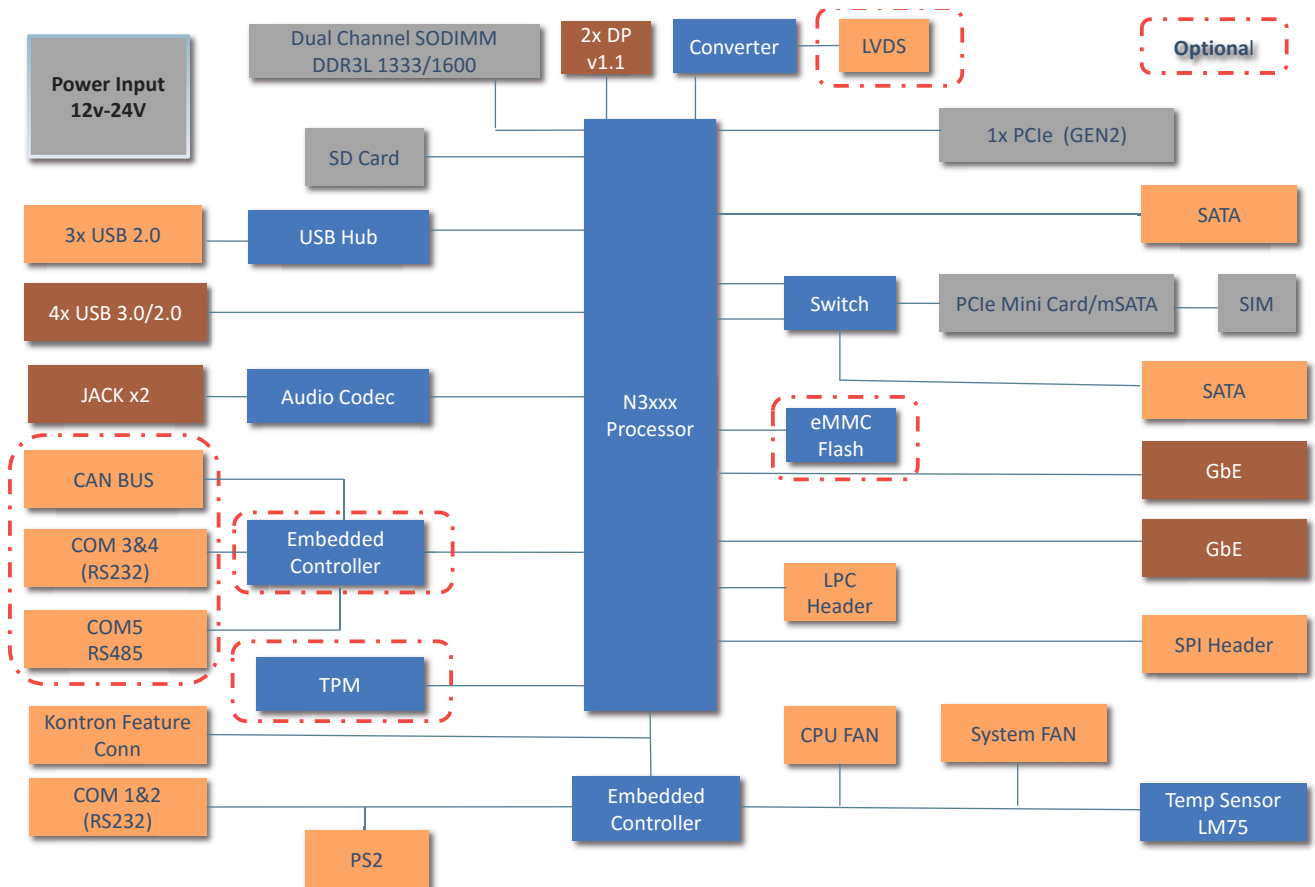 Dual Channel SODIMM
DDR3L 1333/1600
2x DP
v1.1
Converter
LVDS
Optional
Power Input
12v-24V
1x PCIe (GEN2)
SD Card
SATA
3x USB 2.0
USB Hub
4x USB 3.0/2.0
Switch
PCIe Mini Card/mSATA
SIM
JACK x2
Audio Codec
N3xxx
Processor
SATA
eMMC
Flash
CAN BUS
GbE
COM 3&4
(RS232)
Embedded
Controller
GbE
LPC
Header
COM5
RS485
SPI Header
TPM
Kontron Feature
Conn
CPU FAN
System FAN
COM 1&2
(RS232)
Embedded
Controller
Temp Sensor
LM75
PS2